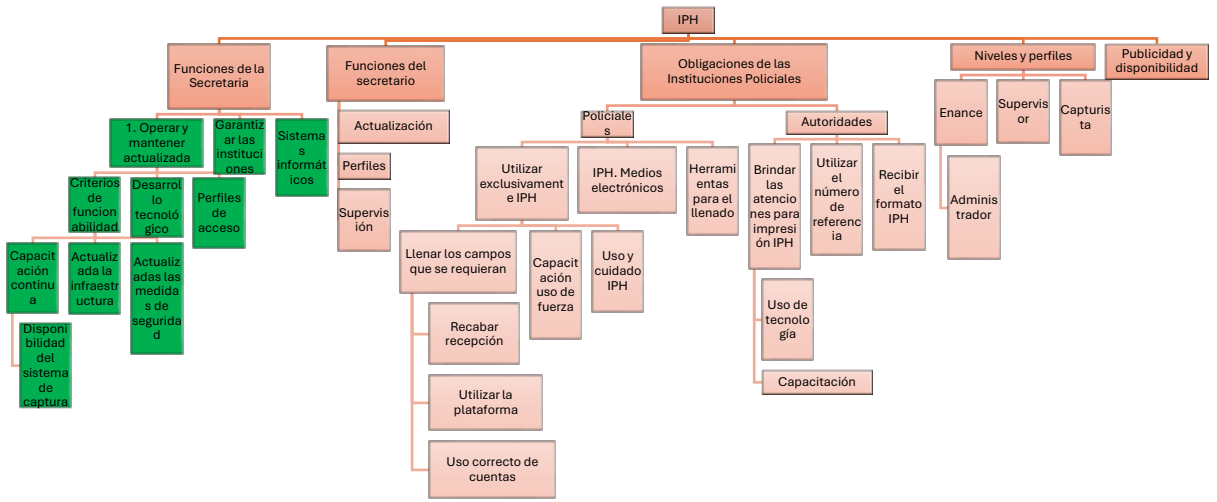 IPH
Funciones de la
Secretaria
Funciones del
secretario
Obligaciones de las
Instituciones Policiales
Niveles y perfiles
Publicidad y
disponibilidad
1. Operar y
mantener
actualizada
Garantiz
ar las
instituci
ones
Sistema
s
informát
icos
Criterios
de
funcion
abilidad
Desarrol
lo
tecnoló
gico
Perfiles
de
acceso
Capacit
ación
continu
a
Actualiz
ada la
infraestr
uctura
Actualiz
adas las
medida
s de
segurida
d
Disponi
bilidad
del
sistema
de
captura
Actualización
Perfiles
Supervi
sión
Policiale
s
Autoridades
Utilizar
exclusivament
e IPH
IPH. Medios
electrónicos
Herrami
entas
para el
llenado
Llenar los campos
que se requieran
Capacit
ación
uso de
fuerza
Uso y
cuidado
IPH
Recabar
recepción
Utilizar la
plataforma
Uso correcto de
cuentas
Brindar
las
atencio
nes para
impresi
ón IPH
Utilizar
el
número
de
referenc
ia
Recibir
el
formato
IPH
Uso de
tecnolo
gía
Capacitación
Enance
Supervi
sor
Capturis
ta
Adminis
trador